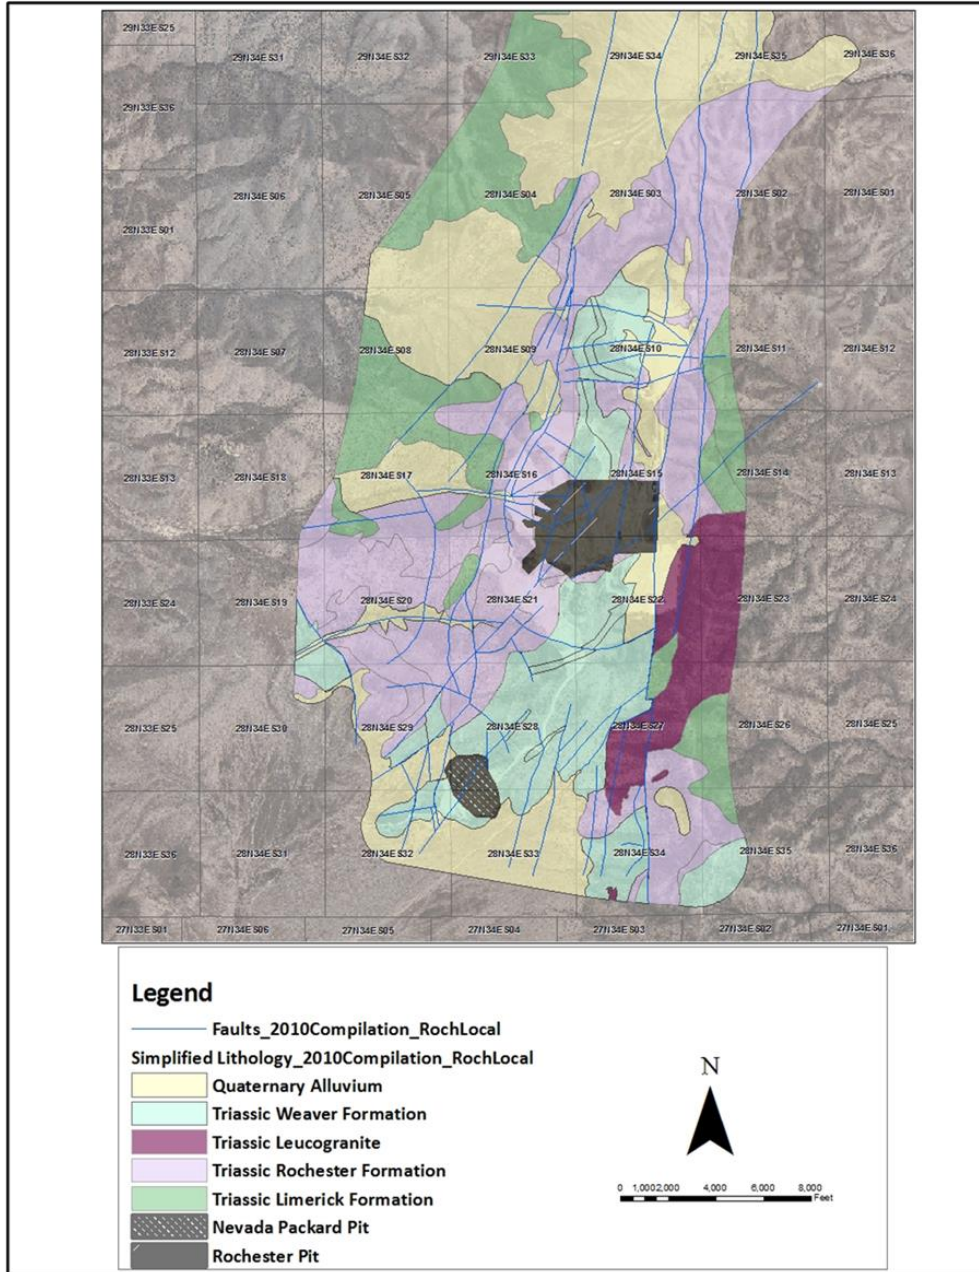 29N33E S25
29N34E S31 29N34E S32 29N34E S33 29N34E S34 29N34E S35 29N34E S36
29N33E S36
28N34E S06 28N34E S05 28N34E S04 28N34E S03 28N34E S02 28N34E S01
28N33E S01
28N33E S12 28N34E S07 28N34E S08 28N34E S09 28N34E S10 28N34E S11 28N34E S12
28N33E S13 28N34E S18 28N34E S17 28N34E S16 28N34E S15 28N34E S14 28N34E S13
28N33E S24 28N34E S19 28N34E S20 28N34E S21 28N34E S22 28N34E S23 28N34E S24
28N33E S25 28N34E S30 28N34E S29 28N34E S28 28N34E S27 28N34E S26 28N34E S25
28N33E S36 28N34E S31 28N34E S32 28N34E S33 28N34E S34 28N34E S35 28N34E S36
27N33E S01 27N34E S06 27N34E S05 27N34E S04 27N34E S03 27N34E S02 27N34E S01
Legend
Faults_2010Compilation_RochLocal
Simplified Lithology_2010Compilation_RochLocal
Quaternary Alluvium
Triassic Weaver Formation
Triassic Leucogranite
Triassic Rochester Formation
Triassic Limerick Formation
Nevada Packard Pit
Rochester Pit
N
0 1,000 2,000 4,000 6,000 8,000
Feet